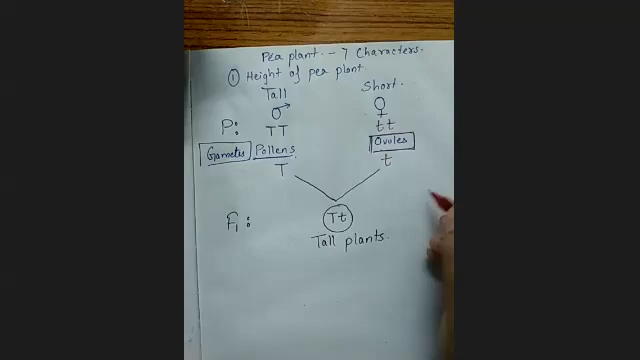 Pea plant - 7 Characters.
① Height of pea plant.
Tall Short.
♂ ♀
P: TT tt
Gametes Pollens Ovules
T t
F₁: Tt
Tall plants.